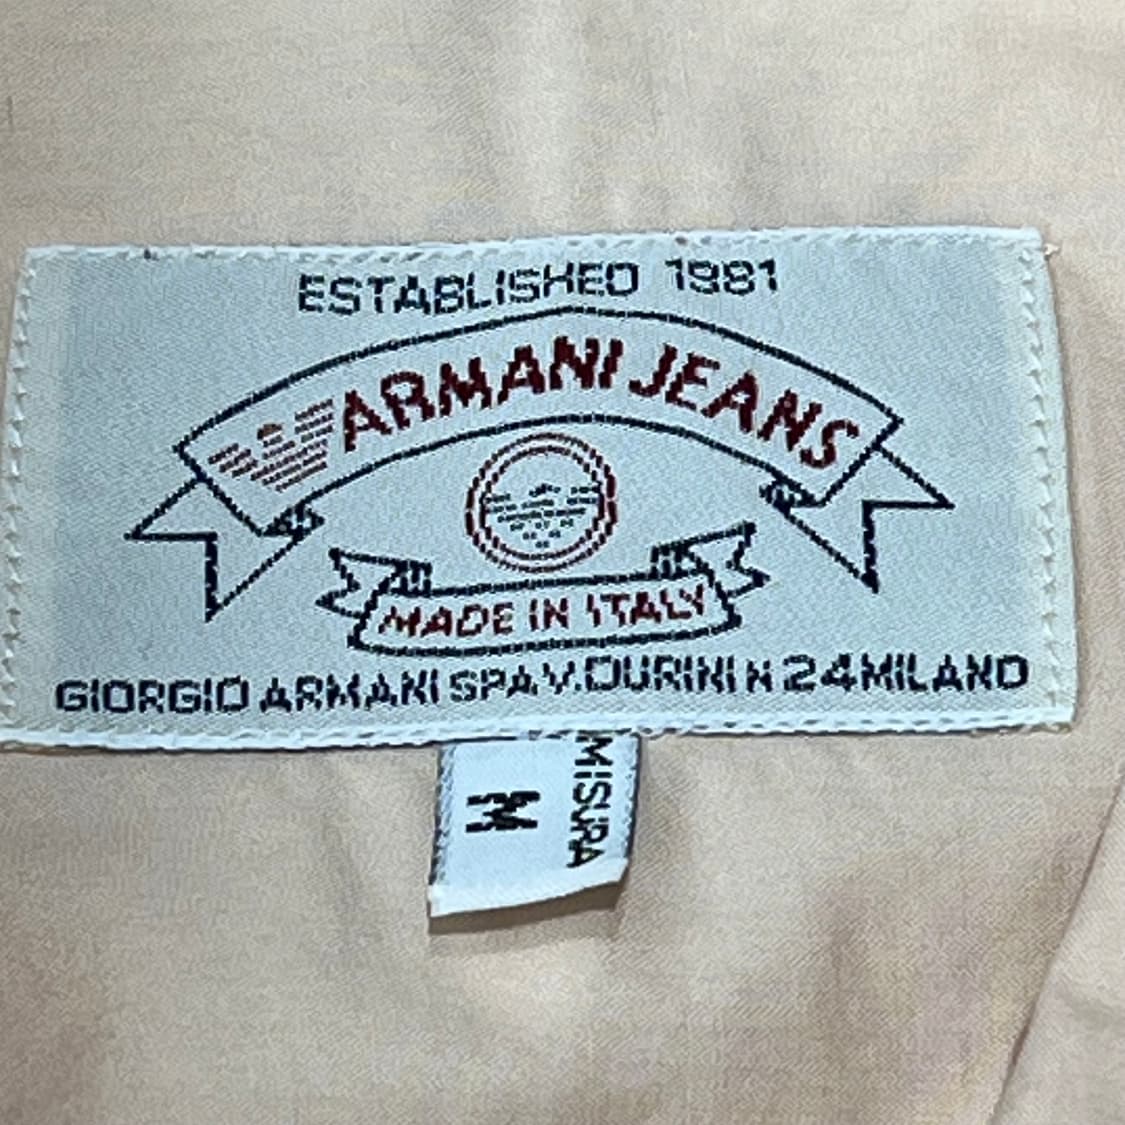 ESTABLISHED 1981
ARMANI JEANS
MADE IN ITALY
GIORGIO ARMANI SPA V.DURINI N 24 MILANO
MISURA
M